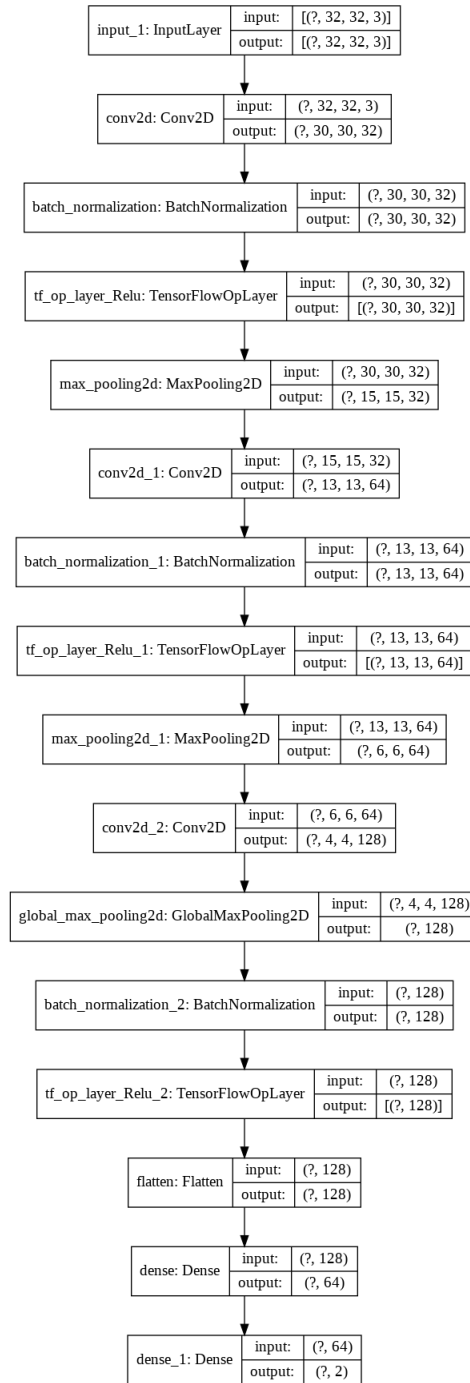 input_1: InputLayer
input: [(?, 32, 32, 3)]
output: [(?, 32, 32, 3)]
conv2d: Conv2D
input: (?, 32, 32, 3)
output: (?, 30, 30, 32)
batch_normalization: BatchNormalization
input: (?, 30, 30, 32)
output: (?, 30, 30, 32)
tf_op_layer_Relu: TensorFlowOpLayer
input: (?, 30, 30, 32)
output: [(?, 30, 30, 32)]
max_pooling2d: MaxPooling2D
input: (?, 30, 30, 32)
output: (?, 15, 15, 32)
conv2d_1: Conv2D
input: (?, 15, 15, 32)
output: (?, 13, 13, 64)
batch_normalization_1: BatchNormalization
input: (?, 13, 13, 64)
output: (?, 13, 13, 64)
tf_op_layer_Relu_1: TensorFlowOpLayer
input: (?, 13, 13, 64)
output: [(?, 13, 13, 64)]
max_pooling2d_1: MaxPooling2D
input: (?, 13, 13, 64)
output: (?, 6, 6, 64)
conv2d_2: Conv2D
input: (?, 6, 6, 64)
output: (?, 4, 4, 128)
global_max_pooling2d: GlobalMaxPooling2D
input: (?, 4, 4, 128)
output: (?, 128)
batch_normalization_2: BatchNormalization
input: (?, 128)
output: (?, 128)
tf_op_layer_Relu_2: TensorFlowOpLayer
input: (?, 128)
output: [(?, 128)]
flatten: Flatten
input: (?, 128)
output: (?, 128)
dense: Dense
input: (?, 128)
output: (?, 64)
dense_1: Dense
input: (?, 64)
output: (?, 2)